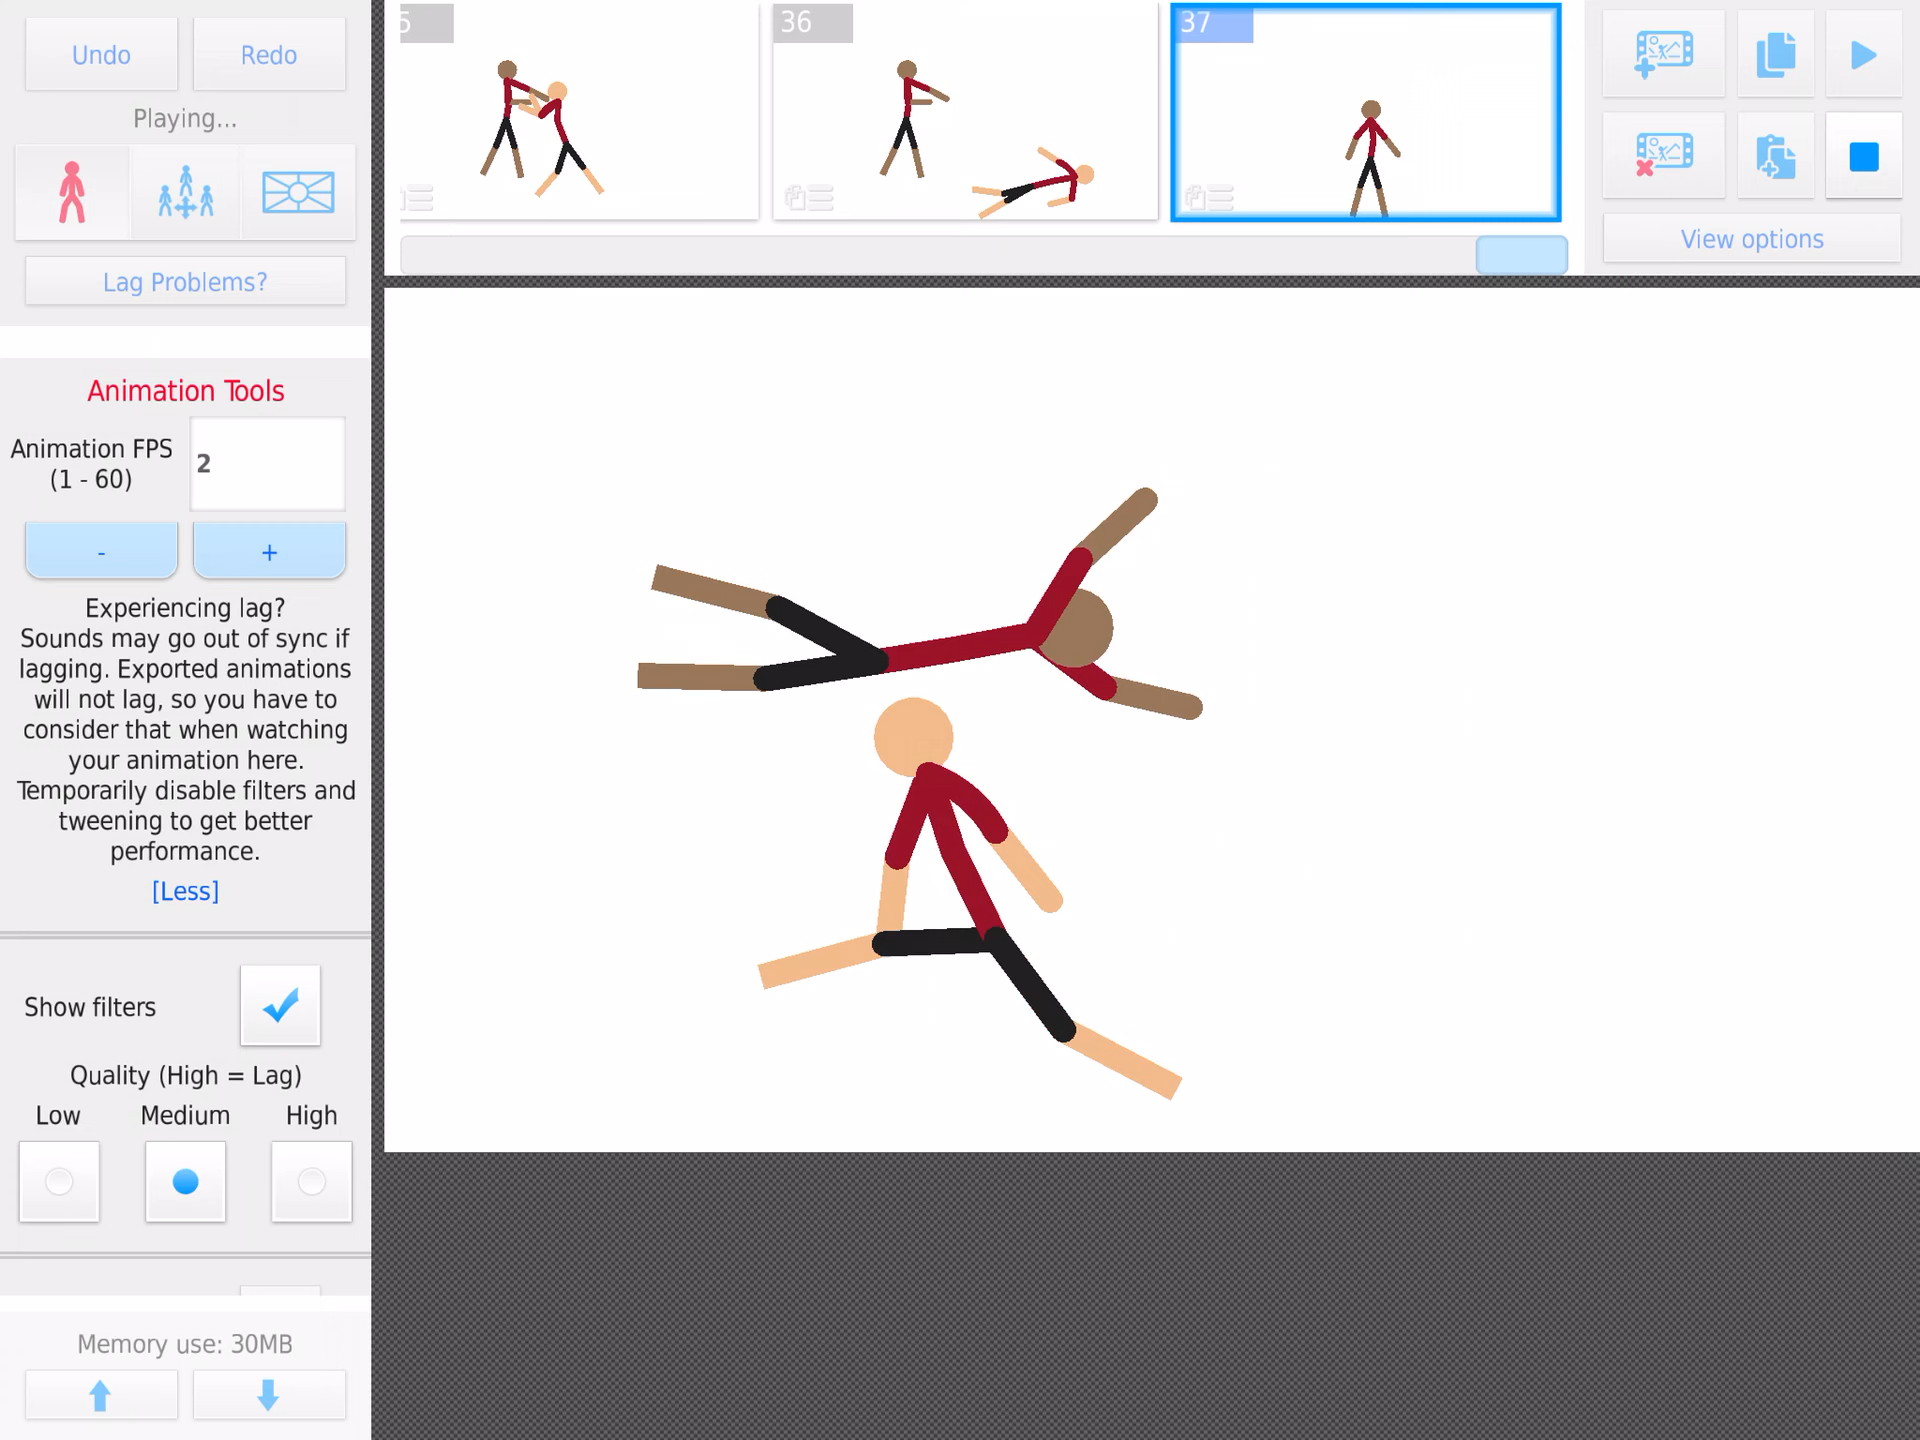 Undo
Redo
Playing...
Lag Problems?
36
37
View options
Animation Tools
Animation FPS
(1 - 60)
2
-
+
Experiencing lag?
Sounds may go out of sync if
lagging. Exported animations
will not lag, so you have to
consider that when watching
your animation here.
Temporarily disable filters and
tweening to get better
performance.
[Less]
Show filters
Quality (High = Lag)
Low
Medium
High
Memory use: 30MB